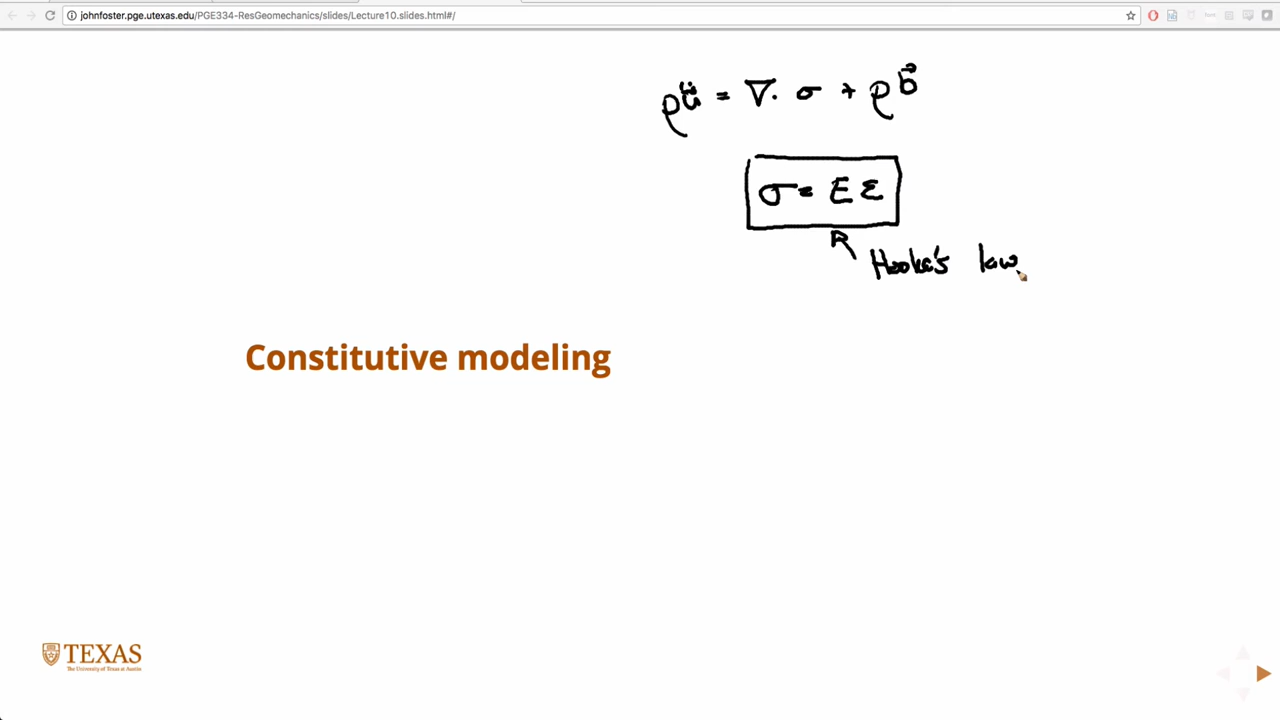 johnfoster.pge.utexas.edu/PGE334-ResGeomechanics/slides/Lecture10.slides.html#/
ρü = ∇· σ + ρb⃗
σ = E ε
Hooke's law
Constitutive modeling
TEXAS
The University of Texas at Austin